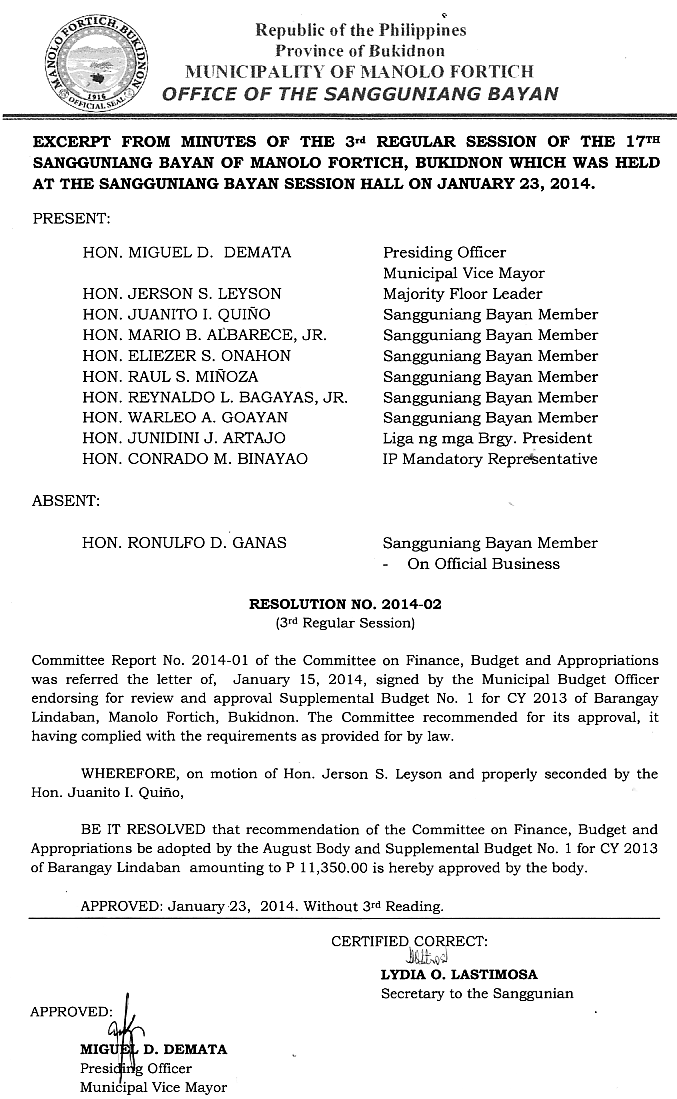 MANOLO FORTICH, BUKIDNON
1916
OFFICIAL SEAL
Republic of the Philippines
Province of Bukidnon
MUNICIPALITY OF MANOLO FORTICH
OFFICE OF THE SANGGUNIANG BAYAN
EXCERPT FROM MINUTES OF THE 3rd REGULAR SESSION OF THE 17TH
SANGGUNIANG BAYAN OF MANOLO FORTICH, BUKIDNON WHICH WAS HELD
AT THE SANGGUNIANG BAYAN SESSION HALL ON JANUARY 23, 2014.
PRESENT:
HON. MIGUEL D. DEMATA Presiding Officer
Municipal Vice Mayor
HON. JERSON S. LEYSON Majority Floor Leader
HON. JUANITO I. QUIÑO Sangguniang Bayan Member
HON. MARIO B. ALBARECE, JR. Sangguniang Bayan Member
HON. ELIEZER S. ONAHON Sangguniang Bayan Member
HON. RAUL S. MIÑOZA Sangguniang Bayan Member
HON. REYNALDO L. BAGAYAS, JR. Sangguniang Bayan Member
HON. WARLEO A. GOAYAN Sangguniang Bayan Member
HON. JUNIDINI J. ARTAJO Liga ng mga Brgy. President
HON. CONRADO M. BINAYAO IP Mandatory Representative
ABSENT:
HON. RONULFO D. GANAS Sangguniang Bayan Member
- On Official Business
RESOLUTION NO. 2014-02
(3rd Regular Session)
Committee Report No. 2014-01 of the Committee on Finance, Budget and Appropriations
was referred the letter of, January 15, 2014, signed by the Municipal Budget Officer
endorsing for review and approval Supplemental Budget No. 1 for CY 2013 of Barangay
Lindaban, Manolo Fortich, Bukidnon. The Committee recommended for its approval, it
having complied with the requirements as provided for by law.
WHEREFORE, on motion of Hon. Jerson S. Leyson and properly seconded by the
Hon. Juanito I. Quiño,
BE IT RESOLVED that recommendation of the Committee on Finance, Budget and
Appropriations be adopted by the August Body and Supplemental Budget No. 1 for CY 2013
of Barangay Lindaban amounting to P 11,350.00 is hereby approved by the body.
APPROVED: January 23, 2014. Without 3rd Reading.
CERTIFIED CORRECT:
LYDIA O. LASTIMOSA
Secretary to the Sanggunian
APPROVED:
MIGUEL D. DEMATA
Presiding Officer
Municipal Vice Mayor